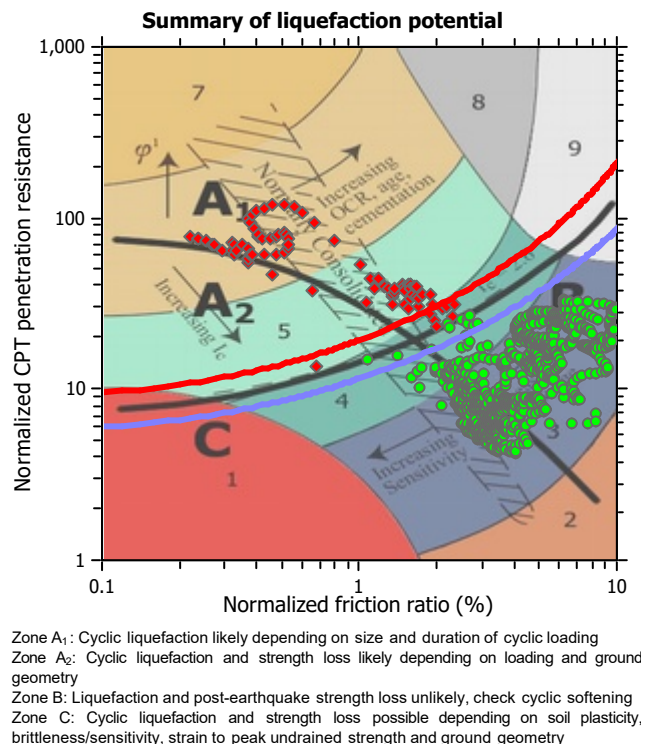 Summary of liquefaction potential
Normalized CPT penetration resistance
1,000
100
10
1
0.1
1
10
Normalized friction ratio (%)
7
8
9
φ'
A1
Increasing
OCR, age,
cementation
Normally Consolidated
A2
Increasing Ic
5
B
4
C
1
Increasing
Sensitivity
3
2
Zone A₁: Cyclic liquefaction likely depending on size and duration of cyclic loading
Zone A₂: Cyclic liquefaction and strength loss likely depending on loading and ground
geometry
Zone B: Liquefaction and post-earthquake strength loss unlikely, check cyclic softening
Zone C: Cyclic liquefaction and strength loss possible depending on soil plasticity,
brittleness/sensitivity, strain to peak undrained strength and ground geometry